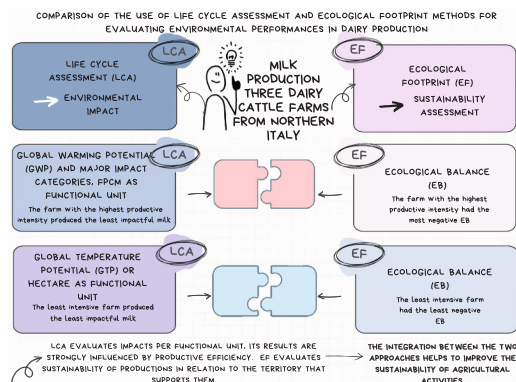 COMPARISON OF THE USE OF LIFE CYCLE ASSESSMENT AND ECOLOGICAL FOOTPRINT METHODS FOR
EVALUATING ENVIRONMENTAL PERFORMANCES IN DAIRY PRODUCTION
LCA
LIFE CYCLE
ASSESSMENT (LCA)
ENVIRONMENTAL
IMPACT
MILK
PRODUCTION
THREE DAIRY
CATTLE FARMS
FROM NORTHERN
ITALY
EF
ECOLOGICAL
FOOTPRINT (EF)
SUSTAINABILITY
ASSESSMENT
LCA
GLOBAL WARMING POTENTIAL
(GWP) AND MAJOR IMPACT
CATEGORIES, FPCM AS
FUNCTIONAL UNIT
The farm with the highest productive
intensity produced the least impactful milk
EF
ECOLOGICAL BALANCE
(EB)
The farm with the highest
productive intensity had the
most negative EB
LCA
GLOBAL TEMPERATURE
POTENTIAL (GTP) OR
HECTARE AS FUNCTIONAL
UNIT
The least intensive farm produced
the least impactful milk
EF
ECOLOGICAL BALANCE
(EB)
The least intensive farm
had the least negative
EB
LCA EVALUATES IMPACTS PER FUNCTIONAL UNIT. ITS RESULTS ARE
STRONGLY INFLUENCED BY PRODUCTIVE EFFICIENCY. EF EVALUATES
SUSTAINABILITY OF PRODUCTIONS IN RELATION TO THE TERRITORY THAT
SUPPORTS THEM.
THE INTEGRATION BETWEEN THE TWO
APPROACHES HELPS TO IMPROVE THE
SUSTAINABILITY OF AGRICULTURAL
ACTIVITIES